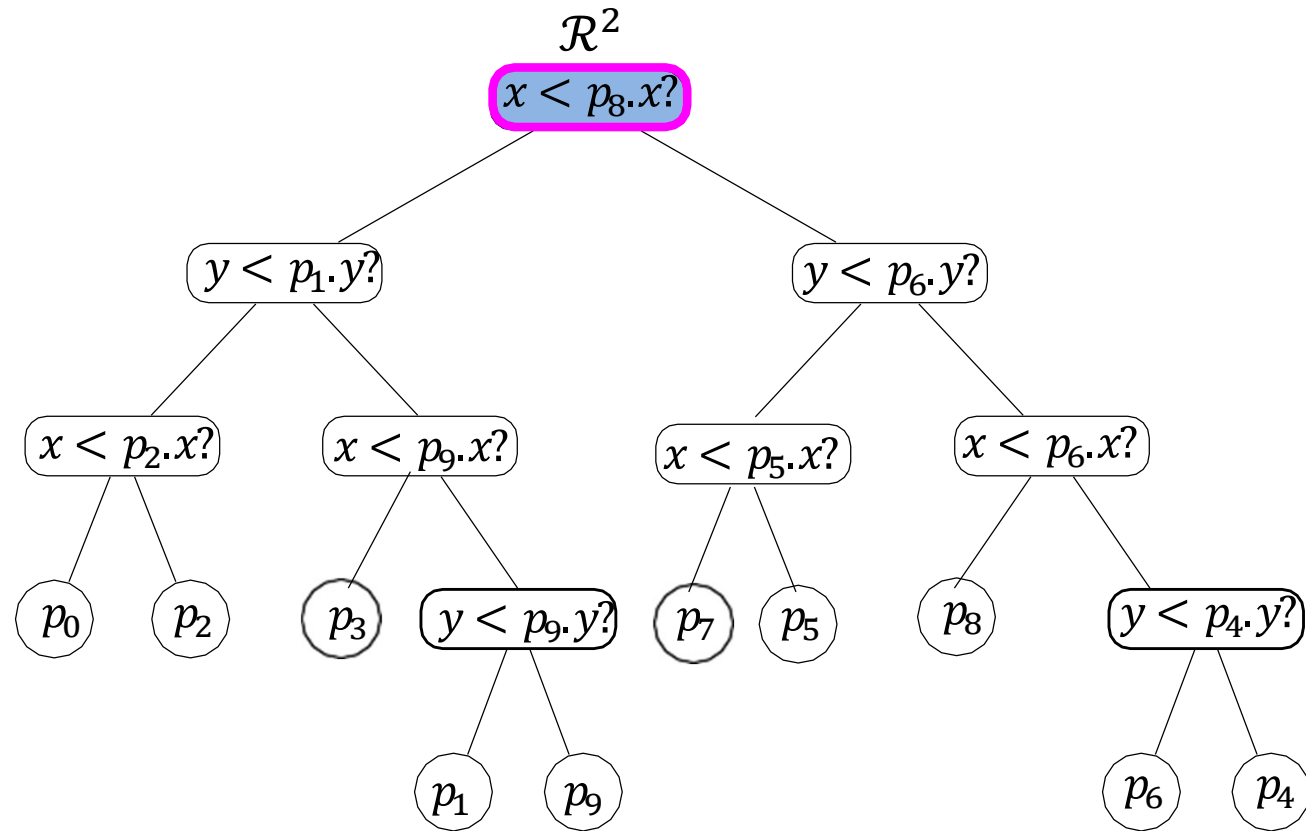 ℛ²
x < p₈.x?
y < p₁.y?
y < p₆.y?
x < p₂.x?
x < p₉.x?
x < p₅.x?
x < p₆.x?
p₀
p₂
p₃
y < p₉.y?
p₇
p₅
p₈
y < p₄.y?
p₁
p₉
p₆
p₄